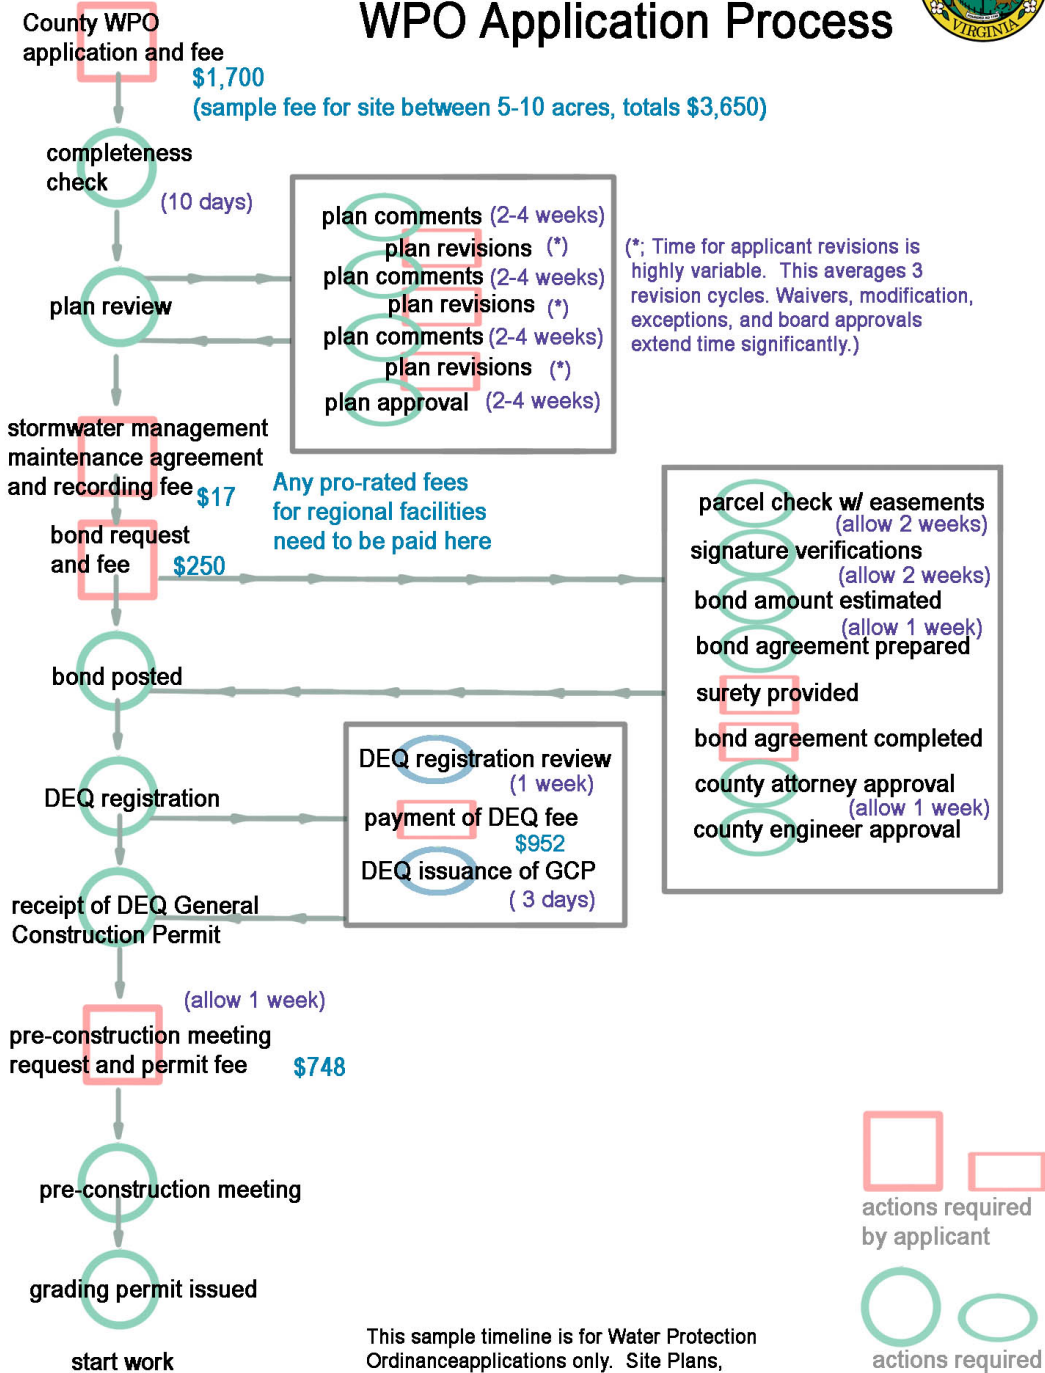 WPO Application Process
VIRGINIA
County WPO
application and fee
$1,700
(sample fee for site between 5-10 acres, totals $3,650)
completeness
check
(10 days)
plan review
plan comments (2-4 weeks)
plan revisions (*)
plan comments (2-4 weeks)
plan revisions (*)
plan comments (2-4 weeks)
plan revisions (*)
plan approval (2-4 weeks)
(*; Time for applicant revisions is
highly variable. This averages 3
revision cycles. Waivers, modification,
exceptions, and board approvals
extend time significantly.)
stormwater management
maintenance agreement
and recording fee $17
Any pro-rated fees
for regional facilities
need to be paid here
bond request
and fee $250
parcel check w/ easements
(allow 2 weeks)
signature verifications
(allow 2 weeks)
bond amount estimated
(allow 1 week)
bond agreement prepared
surety provided
bond agreement completed
county attorney approval
(allow 1 week)
county engineer approval
bond posted
DEQ registration
DEQ registration review
(1 week)
payment of DEQ fee
$952
DEQ issuance of GCP
( 3 days)
receipt of DEQ General
Construction Permit
(allow 1 week)
pre-construction meeting
request and permit fee $748
pre-construction meeting
grading permit issued
start work
actions required
by applicant
actions required
This sample timeline is for Water Protection
Ordinanceapplications only. Site Plans,